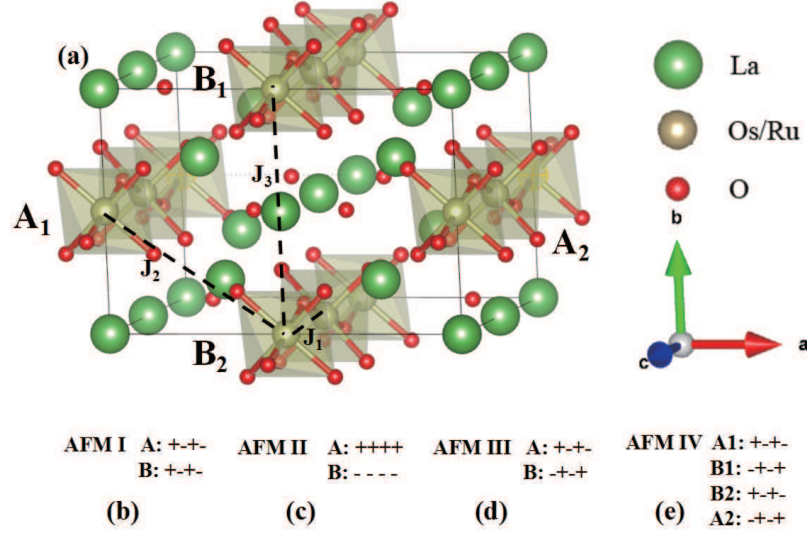 (a)
B1
La
Os/Ru
O
J3
A1
A2
J2
B2
J1
b
a
c
AFM I A: +-+-
B: +-+-
(b)
AFM II A: ++++
B: - - - -
(c)
AFM III A: +-+-
B: -+-+
(d)
AFM IV A1: +-+-
B1: -+-+
B2: +-+-
A2: -+-+
(e)